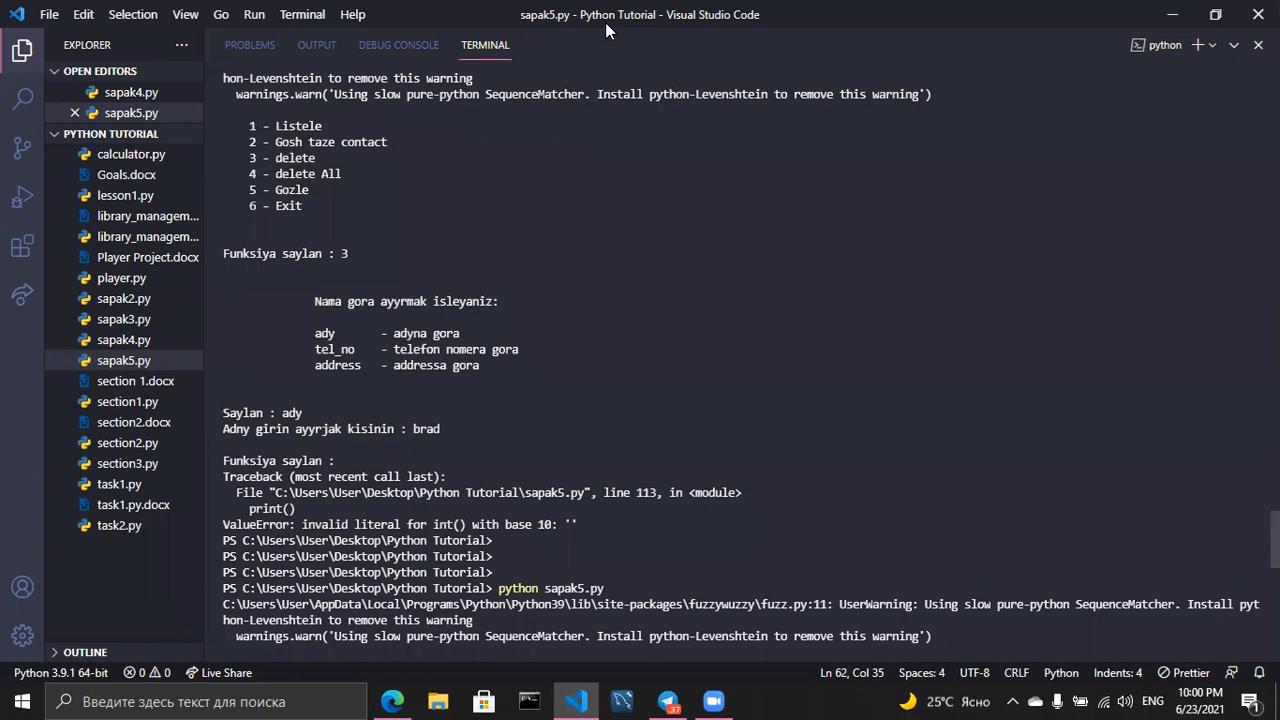 File Edit Selection View Go Run Terminal Help
sapak5.py - Python Tutorial - Visual Studio Code
EXPLORER
OPEN EDITORS
sapak4.py
sapak5.py
PYTHON TUTORIAL
calculator.py
Goals.docx
lesson1.py
library_managem...
library_managem...
Player Project.docx
player.py
sapak2.py
sapak3.py
sapak4.py
sapak5.py
section 1.docx
section1.py
section2.docx
section2.py
section3.py
task1.py
task1.py.docx
task2.py
OUTLINE
PROBLEMS OUTPUT DEBUG CONSOLE TERMINAL
python
hon-Levenshtein to remove this warning
warnings.warn('Using slow pure-python SequenceMatcher. Install python-Levenshtein to remove this warning')
1 - Listele
2 - Gosh taze contact
3 - delete
4 - delete All
5 - Gozle
6 - Exit
Funksiya saylan : 3
Nama gora ayyrmak isleyaniz:
ady - adyna gora
tel_no - telefon nomera gora
address - addressa gora
Saylan : ady
Adny girin ayyrjak kisinin : brad
Funksiya saylan :
Traceback (most recent call last):
File "C:\Users\User\Desktop\Python Tutorial\sapak5.py", line 113, in <module>
print()
ValueError: invalid literal for int() with base 10: ''
PS C:\Users\User\Desktop\Python Tutorial>
PS C:\Users\User\Desktop\Python Tutorial>
PS C:\Users\User\Desktop\Python Tutorial>
PS C:\Users\User\Desktop\Python Tutorial> python sapak5.py
C:\Users\User\AppData\Local\Programs\Python\Python39\lib\site-packages\fuzzywuzzy\fuzz.py:11: UserWarning: Using slow pure-python SequenceMatcher. Install pyt
hon-Levenshtein to remove this warning
warnings.warn('Using slow pure-python SequenceMatcher. Install python-Levenshtein to remove this warning')
Python 3.9.1 64-bit 0 0 Live Share Ln 62, Col 35 Spaces: 4 UTF-8 CRLF Python Indents: 4 Prettier
Введите здесь текст для поиска
37
25°C Ясно
ENG
10:00 PM
6/23/2021
1